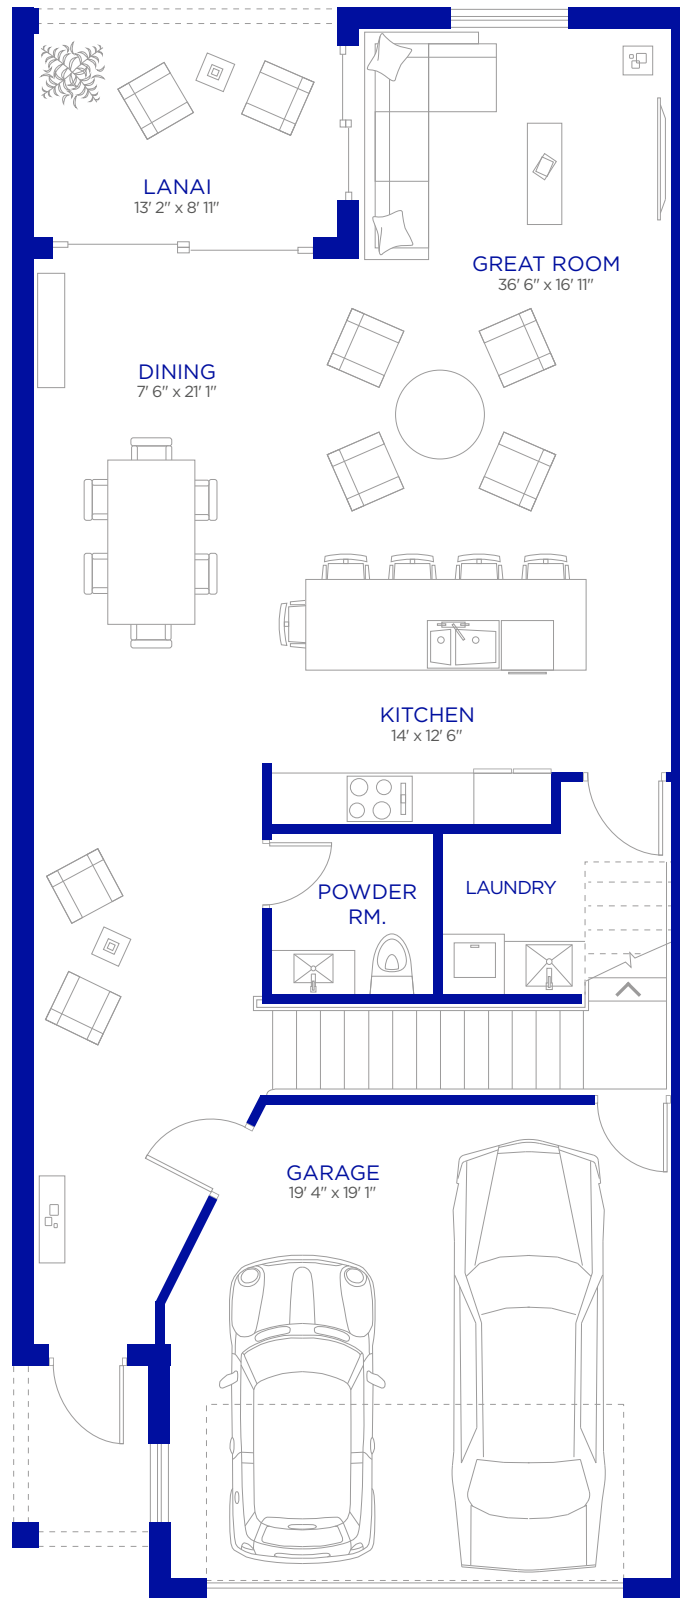 LANAI
13' 2" x 8' 11"
GREAT ROOM
36' 6" x 16' 11"
DINING
7' 6" x 21' 1"
KITCHEN
14' x 12' 6"
POWDER
RM.
LAUNDRY
GARAGE
19' 4" x 19' 1"